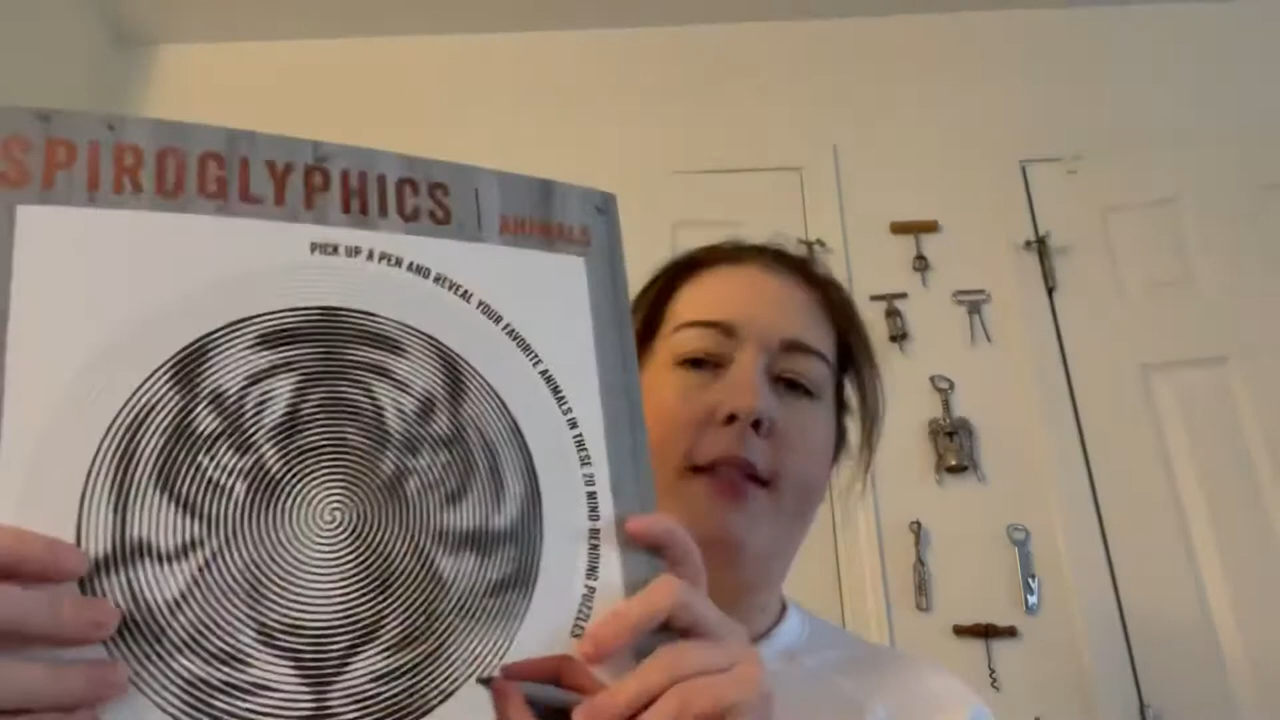 SPIROGLYPHICS | ANIMALS
PICK UP A PEN AND REVEAL YOUR FAVORITE ANIMALS IN THESE 20 MIND-BENDING PUZZLES